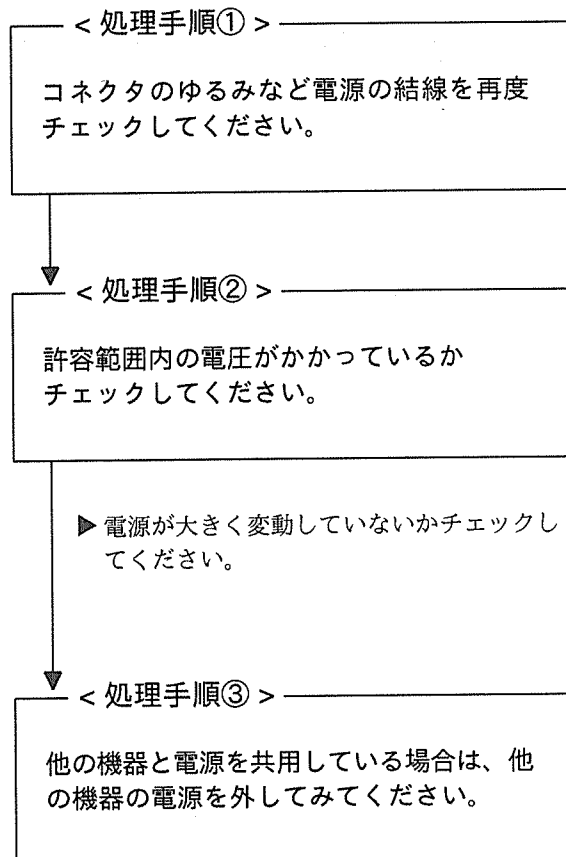 < 処理手順① >
コネクタのゆるみなど電源の結線を再度
チェックしてください。
< 処理手順② >
許容範囲内の電圧がかかっているか
チェックしてください。
▶ 電源が大きく変動していないかチェックし
てください。
< 処理手順③ >
他の機器と電源を共用している場合は、他
の機器の電源を外してみてください。